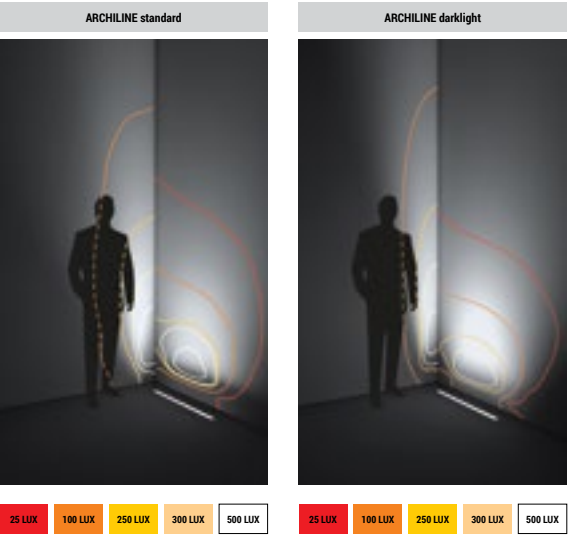 ARCHILINE standard
ARCHILINE darklight
25 LUX 100 LUX 250 LUX 300 LUX 500 LUX
25 LUX 100 LUX 250 LUX 300 LUX 500 LUX